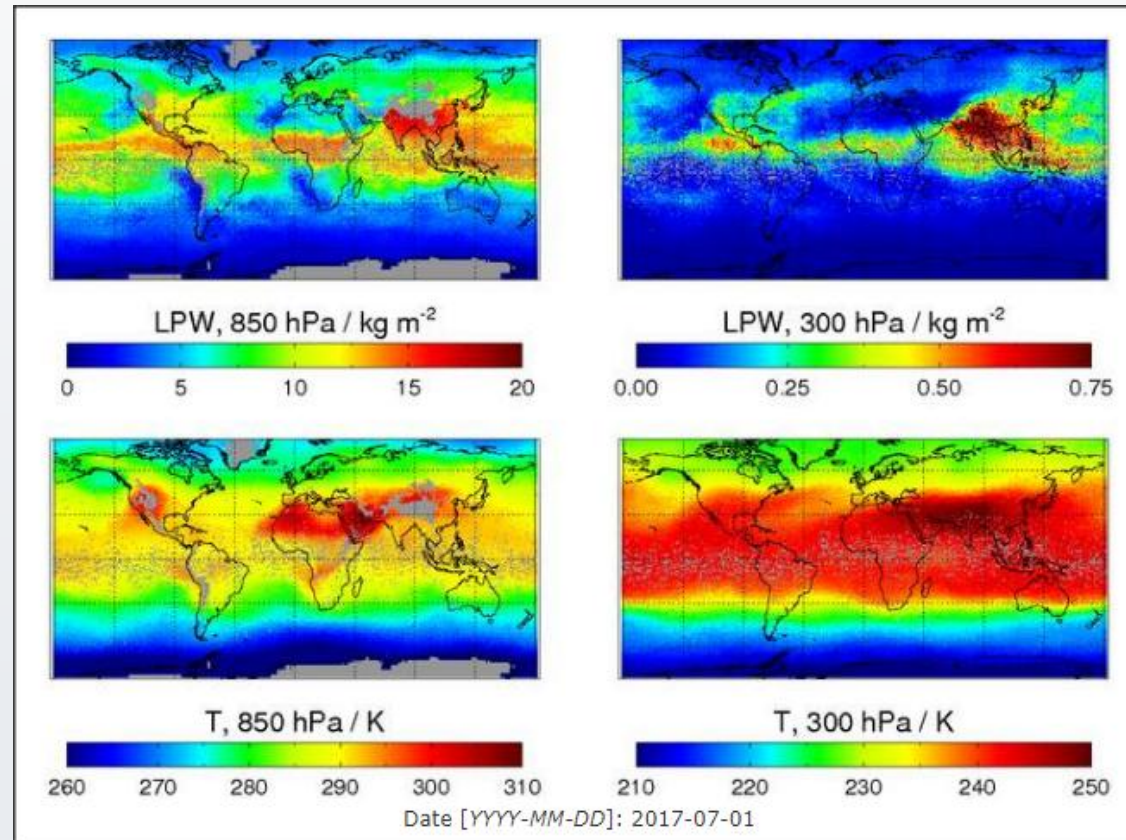 LPW, 850 hPa / kg m⁻²
0 5 10 15 20
LPW, 300 hPa / kg m⁻²
0.00 0.25 0.50 0.75
T, 850 hPa / K
260 270 280 290 300 310
T, 300 hPa / K
210 220 230 240 250
Date [YYYY-MM-DD]: 2017-07-01